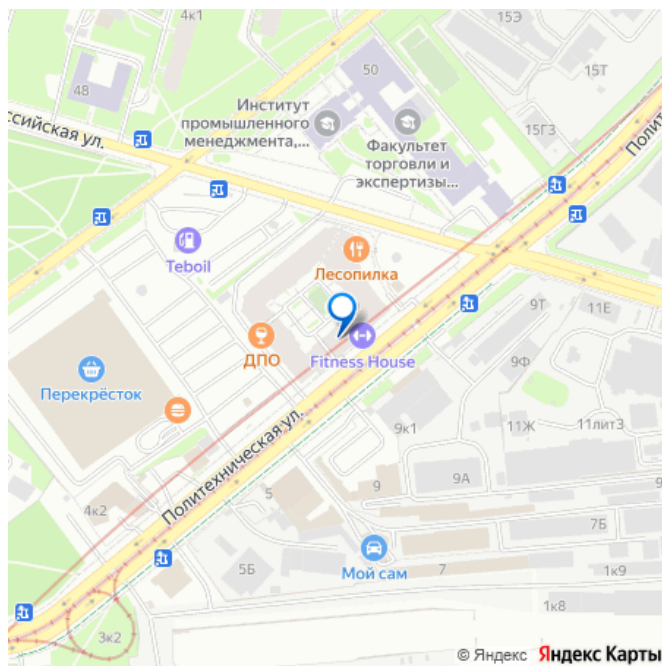 4к1
15Э
50
15Т
48
Институт
промышленного
менеджмента,...
ссийская ул.
Факультет
торговли и
экспертизы...
15Г3
Полит
Teboil
Лесопилка
9Т
11Е
ДПО
Fitness House
9Ф
Перекрёсток
Политехническая ул.
9к1
11Ж
11лит3
4к2
5
9
9А
7Б
5Б
Мой сам
7
1к9
1к8
3к2
© Яндекс Яндекс Карты